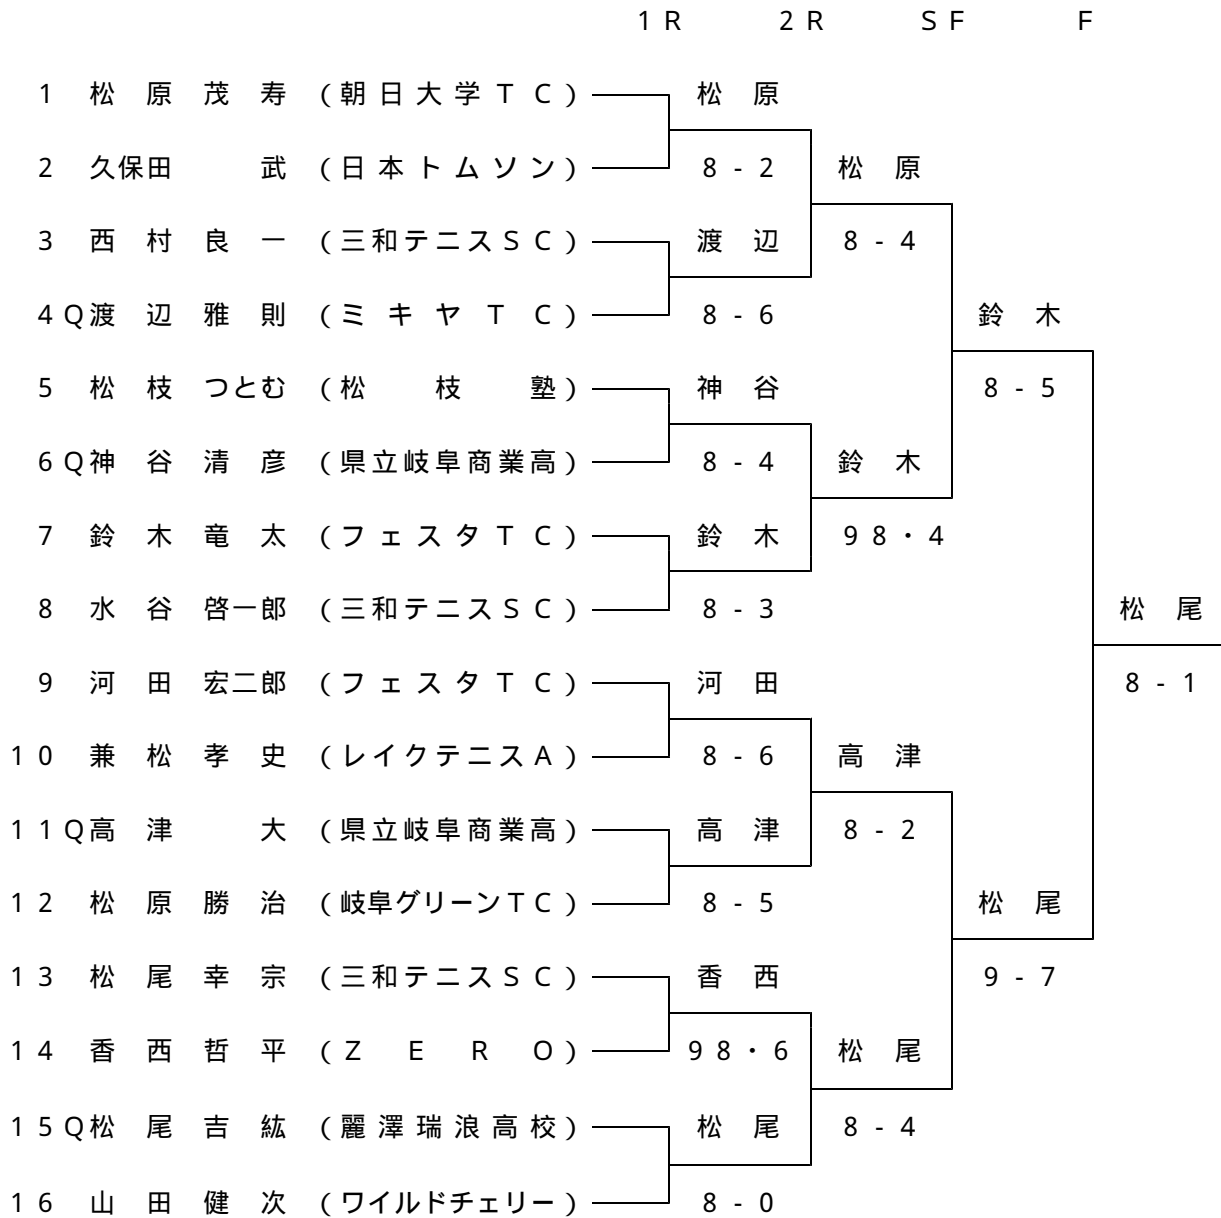 1R 2R SF F
1 松原茂寿 (朝日大学TC) 松原
2 久保田 武 (日本トムソン) 8-2 松原
3 西村良一 (三和テニスSC) 渡辺 8-4
4 Q渡辺雅則 (ミキヤTC) 8-6 鈴木
5 松枝つとむ (松枝塾) 神谷 8-5
6 Q神谷清彦 (県立岐阜商業高) 8-4 鈴木
7 鈴木竜太 (フェスタTC) 鈴木 98・4
8 水谷啓一郎 (三和テニスSC) 8-3 松尾
9 河田宏二郎 (フェスタTC) 河田 8-1
10 兼松孝史 (レイクテニスA) 8-6 高津
11 Q高津 大 (県立岐阜商業高) 高津 8-2
12 松原勝治 (岐阜グリーンTC) 8-5 松尾
13 松尾幸宗 (三和テニスSC) 香西 9-7
14 香西哲平 (ZERO) 98・6 松尾
15 Q松尾吉紘 (麗澤瑞浪高校) 松尾 8-4
16 山田健次 (ワイルドチェリー) 8-0